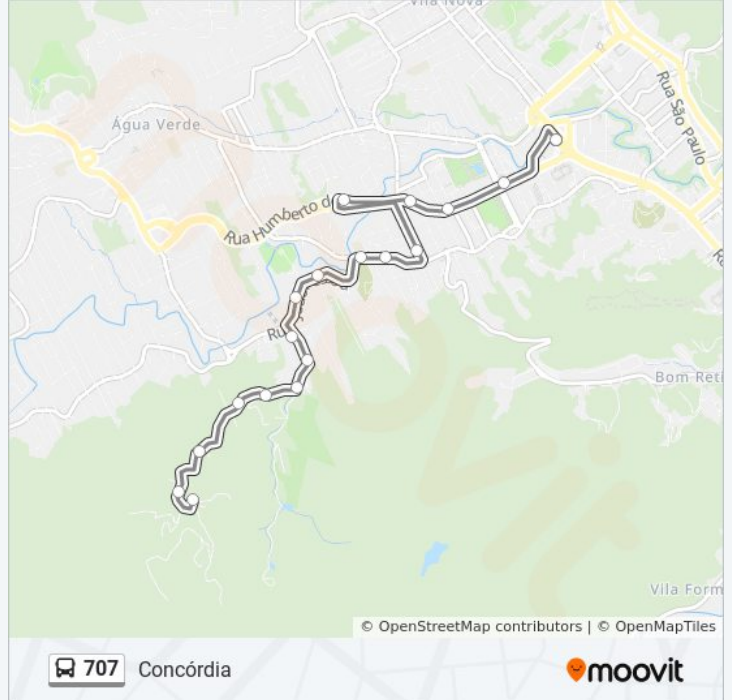 Vila Nova
Rua São Paulo
Água Verde
Rua Humberto d
Bom Reti
Vila Form
© OpenStreetMap contributors | © OpenMapTiles
707 Concórdia
moovit